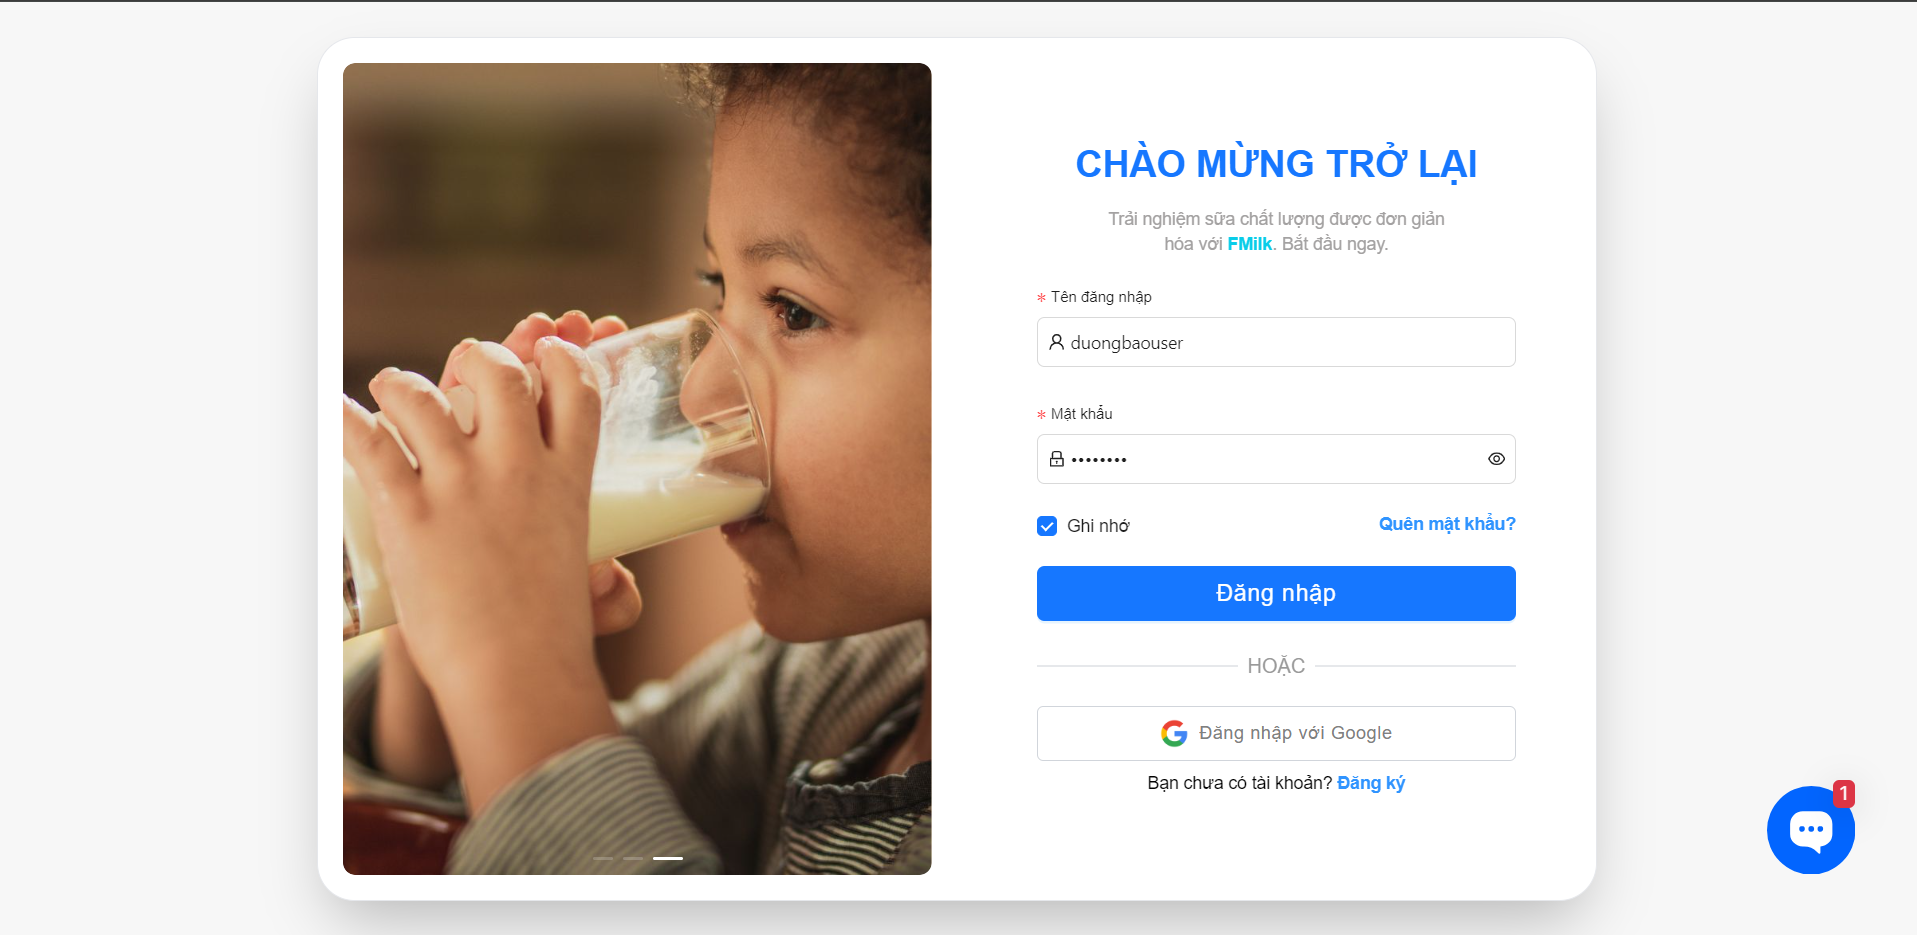 CHÀO MỪNG TRỞ LẠI
Trải nghiệm sữa chất lượng được đơn giản
hóa với FMilk. Bắt đầu ngay.
* Tên đăng nhập
duongbaouser
* Mật khẩu
••••••••
Ghi nhớ
Quên mật khẩu?
Đăng nhập
HOẶC
Đăng nhập với Google
Bạn chưa có tài khoản? Đăng ký
1